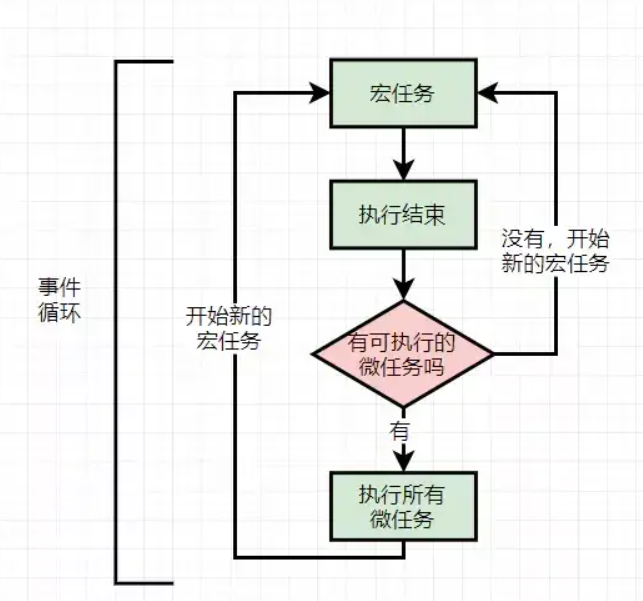 宏任务
执行结束
没有，开始
新的宏任务
事件
循环
开始新的
宏任务
有可执行的
微任务吗
有
执行所有
微任务